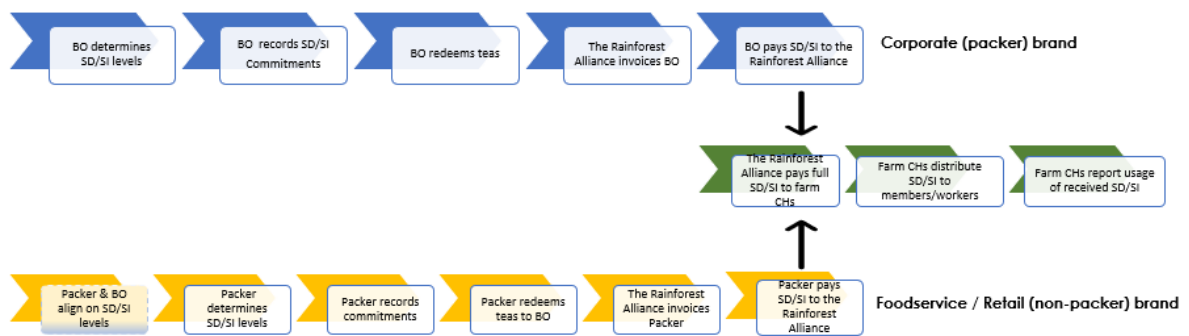 BO determines
SD/SI levels
BO records SD/SI
Commitments
BO redeems teas
The Rainforest
Alliance invoices BO
BO pays SD/SI to the
Rainforest Alliance
Corporate (packer) brand
The Rainforest
Alliance pays full
SD/SI to farm
CHs
Farm CHs distribute
SD/SI to
members/workers
Farm CHs report usage
of received SD/SI
Packer & BO
align on SD/SI
levels
Packer
determines
SD/SI levels
Packer records
commitments
Packer redeems
teas to BO
The Rainforest
Alliance invoices
Packer
Packer pays
SD/SI to the
Rainforest
Alliance
Foodservice / Retail (non-packer) brand